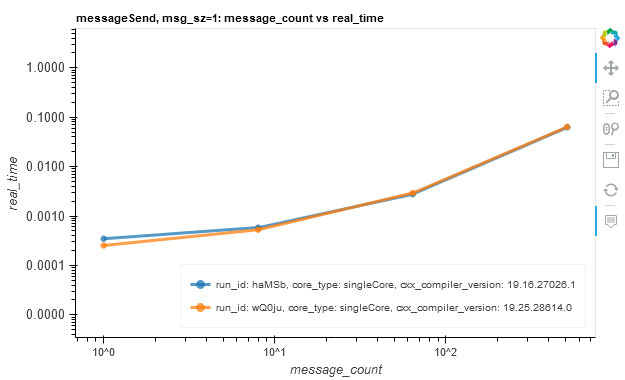 messageSend, msg_sz=1: message_count vs real_time
1.0000
0.1000
0.0100
0.0010
0.0001
0.0000
real_time
run_id: haMSb, core_type: singleCore, cxx_compiler_version: 19.16.27026.1
run_id: wQ0ju, core_type: singleCore, cxx_compiler_version: 19.25.28614.0
10^0
10^1
10^2
message_count